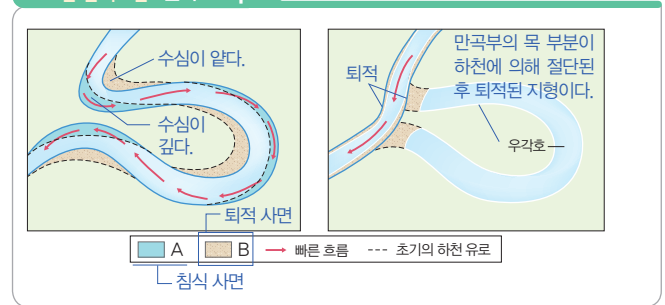 수심이 얕다.
수심이
깊다.
퇴적 사면
퇴적
만곡부의 목 부분이
하천에 의해 절단된
후 퇴적된 지형이다.
우각호
A B 빠른 흐름 초기의 하천 유로
침식 사면